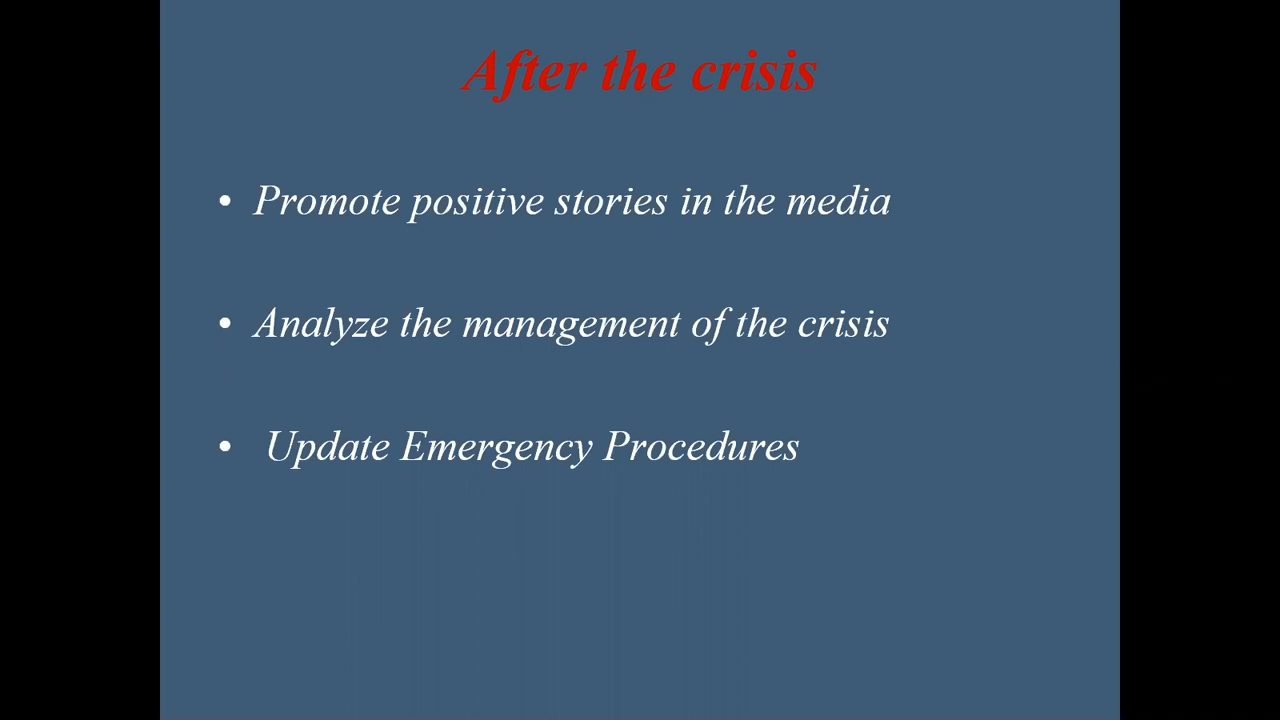 After the crisis
• Promote positive stories in the media
• Analyze the management of the crisis
• Update Emergency Procedures